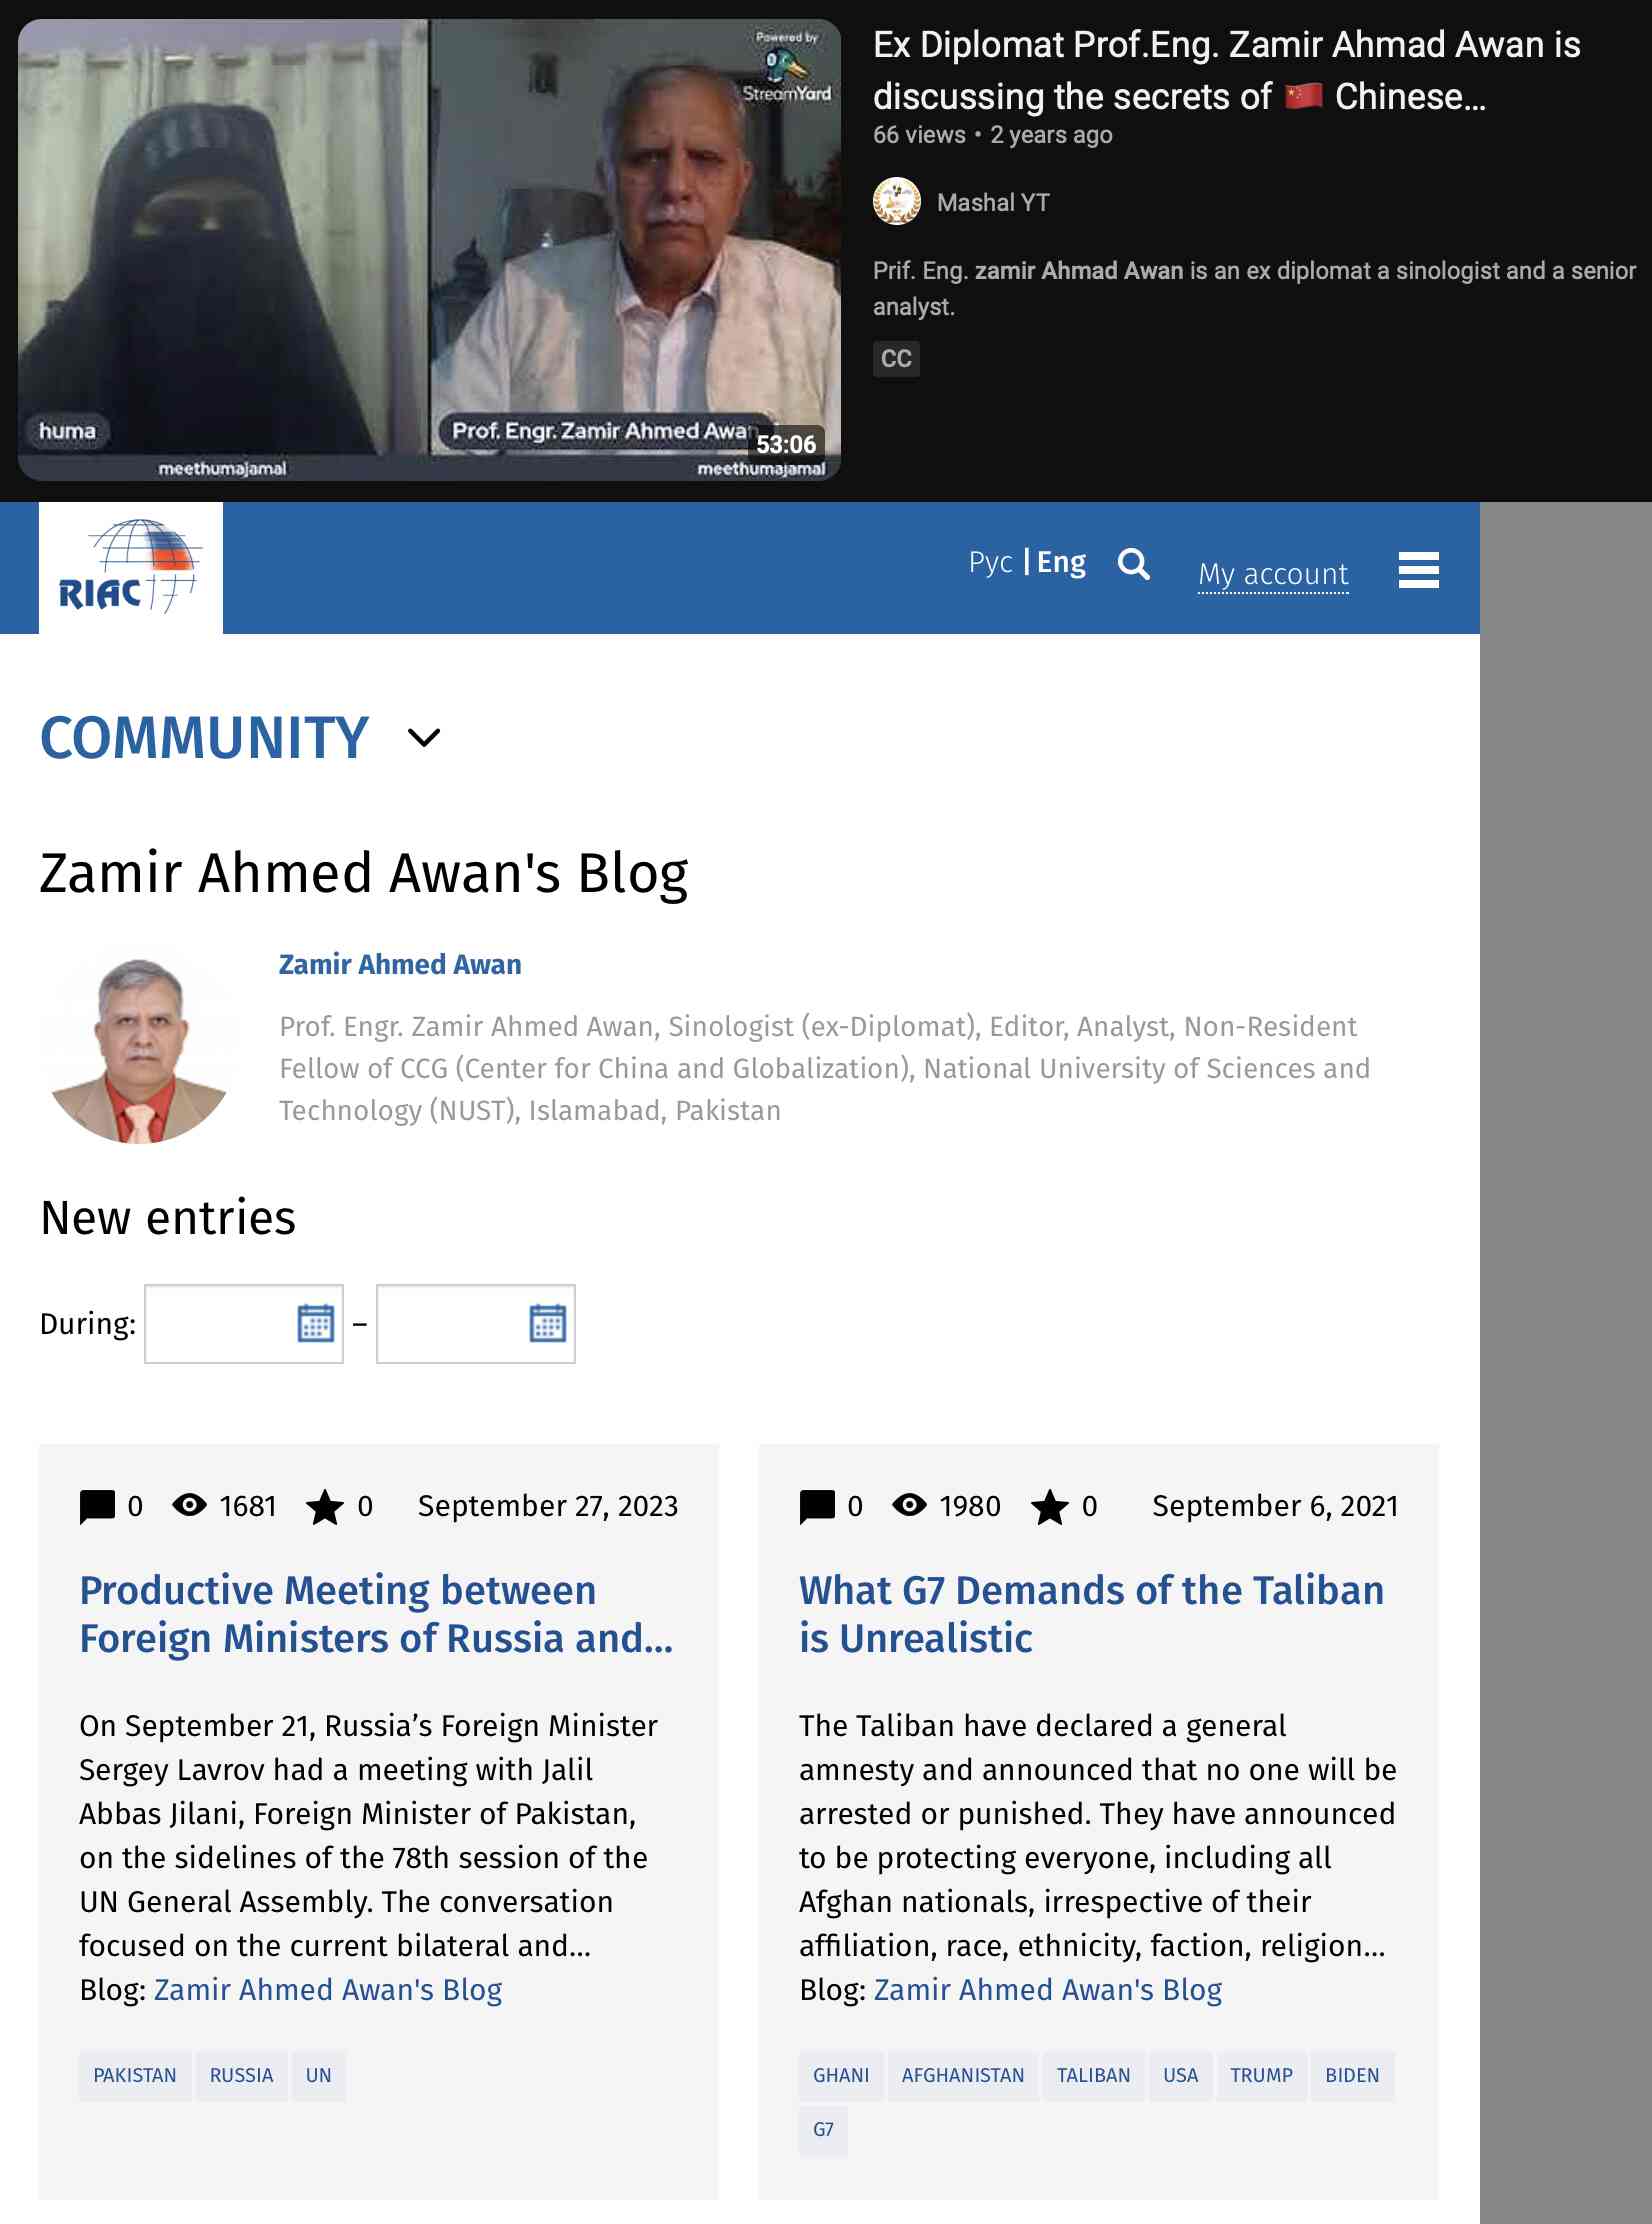 Powered by
StreamYard
huma
Prof. Engr. Zamir Ahmed Awan
53:06
meethumajamal
meethumajamal
Ex Diplomat Prof.Eng. Zamir Ahmad Awan is
discussing the secrets of 🇨🇳 Chinese...
66 views • 2 years ago
Mashal YT
Prif. Eng. zamir Ahmad Awan is an ex diplomat a sinologist and a senior
analyst.
CC
RIAC
Рус | Eng
My account
COMMUNITY
Zamir Ahmed Awan's Blog
Zamir Ahmed Awan
Prof. Engr. Zamir Ahmed Awan, Sinologist (ex-Diplomat), Editor, Analyst, Non-Resident
Fellow of CCG (Center for China and Globalization), National University of Sciences and
Technology (NUST), Islamabad, Pakistan
New entries
During: –
0 1681 0 September 27, 2023
Productive Meeting between
Foreign Ministers of Russia and...
On September 21, Russia’s Foreign Minister
Sergey Lavrov had a meeting with Jalil
Abbas Jilani, Foreign Minister of Pakistan,
on the sidelines of the 78th session of the
UN General Assembly. The conversation
focused on the current bilateral and...
Blog: Zamir Ahmed Awan's Blog
PAKISTAN RUSSIA UN
0 1980 0 September 6, 2021
What G7 Demands of the Taliban
is Unrealistic
The Taliban have declared a general
amnesty and announced that no one will be
arrested or punished. They have announced
to be protecting everyone, including all
Afghan nationals, irrespective of their
affiliation, race, ethnicity, faction, religion...
Blog: Zamir Ahmed Awan's Blog
GHANI AFGHANISTAN TALIBAN USA TRUMP BIDEN
G7